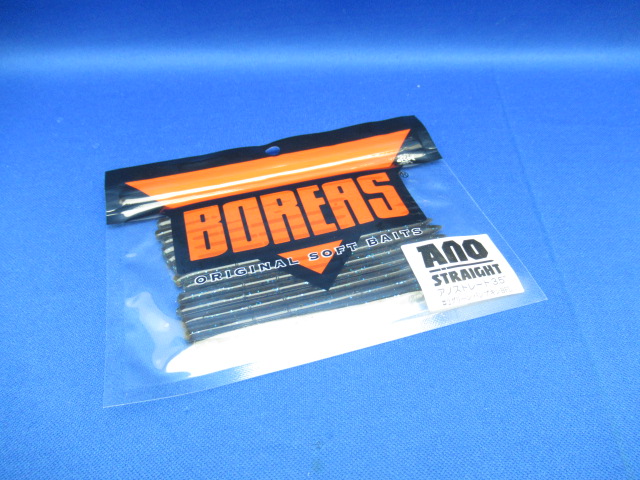 BOREAS®
ORIGINAL SOFT BAITS
ANO
STRAIGHT
アノストレート 3.5"